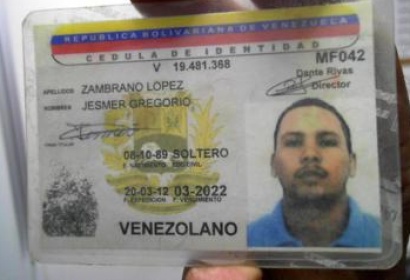 REPUBLICA BOLIVARIANA DE VENEZUELA
CEDULA DE IDENTIDAD
V 19.481.368 MF042
Dante Rivas
Director
APELLIDOS ZAMBRANO LOPEZ
NOMBRES JESMER GREGORIO
08-10-89 SOLTERO
F. NACIMIENTO EDO. CIVIL
20-03-12 03-2022
F. EXPEDICION F. VENCIMIENTO
VENEZOLANO